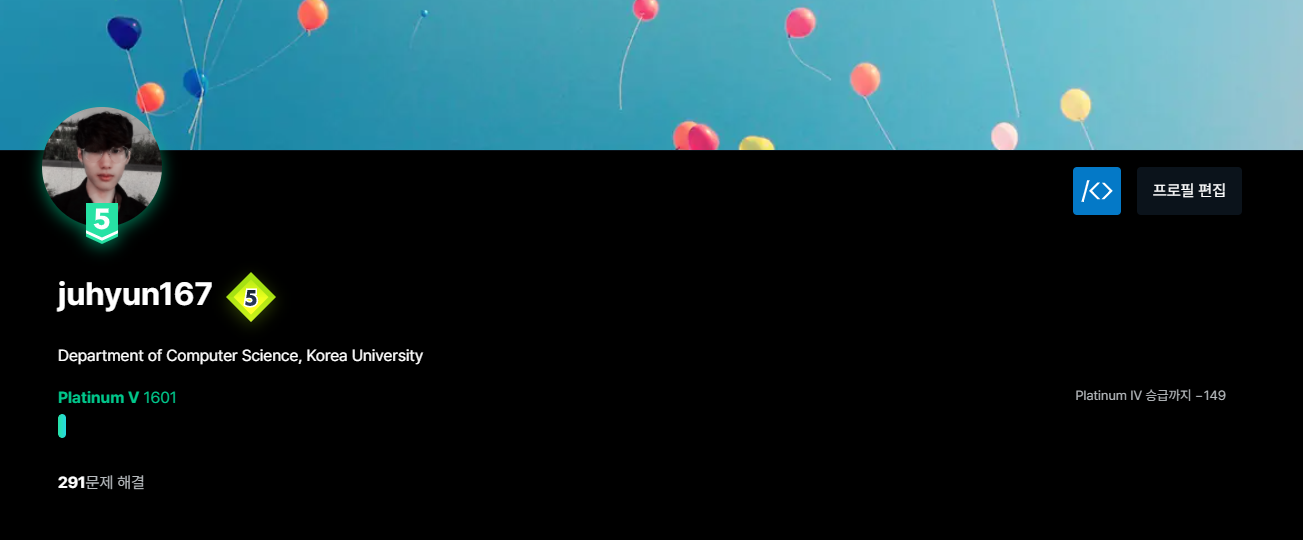 /<>
프로필 편집
5
juhyun167 5
Department of Computer Science, Korea University
Platinum V 1601
Platinum IV 승급까지 -149
291문제 해결